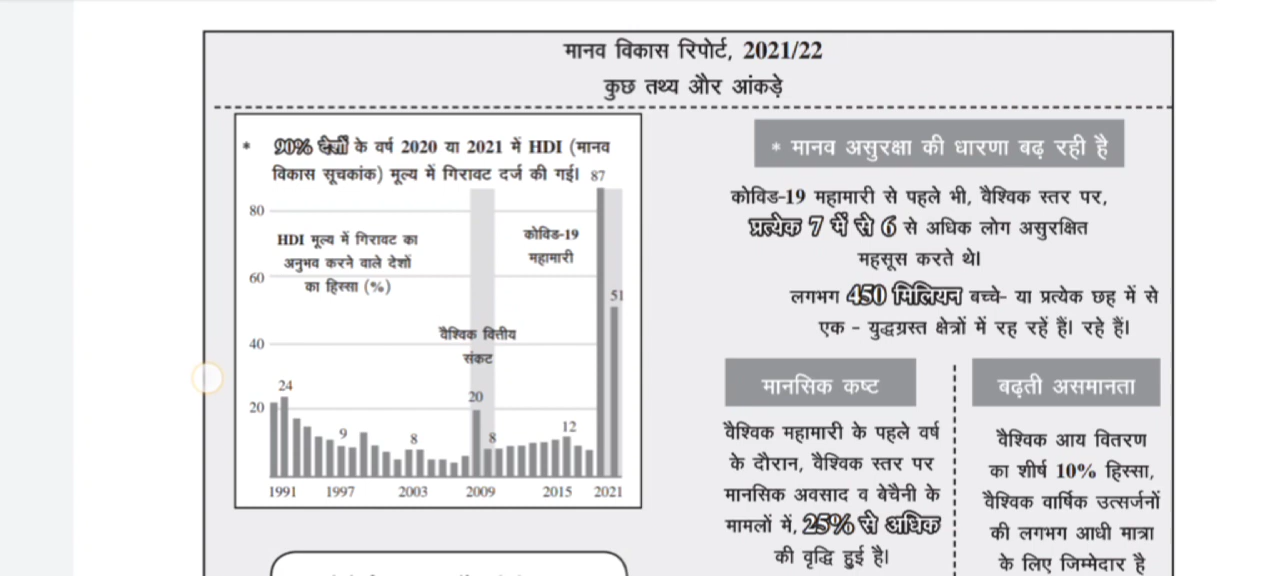 मानव विकास रिपोर्ट, 2021/22
कुछ तथ्य और आंकड़े
* 90% देशों के वर्ष 2020 या 2021 में HDI (मानव
विकास सूचकांक) मूल्य में गिरावट दर्ज की गई। 87
80
HDI मूल्य में गिरावट का
अनुभव करने वाले देशों
का हिस्सा (%)
कोविड-19
महामारी
60
51
वैश्विक वित्तीय
संकट
40
24
20
20
9
8
8
12
1991 1997 2003 2009 2015 2021
* मानव असुरक्षा की धारणा बढ़ रही है
कोविड-19 महामारी से पहले भी, वैश्विक स्तर पर,
प्रत्येक 7 में से 6 से अधिक लोग असुरक्षित
महसूस करते थे।
लगभग 450 मिलियन बच्चे- या प्रत्येक छह में से
एक - युद्धग्रस्त क्षेत्रों में रह रहें हैं। रहे हैं।
मानसिक कष्ट
वैश्विक महामारी के पहले वर्ष
के दौरान, वैश्विक स्तर पर
मानसिक अवसाद व बेचैनी के
मामलों में, 25% से अधिक
की वृद्धि हुई है।
बढ़ती असमानता
वैश्विक आय वितरण
का शीर्ष 10% हिस्सा,
वैश्विक वार्षिक उत्सर्जनों
की लगभग आधी मात्रा
के लिए जिम्मेदार है